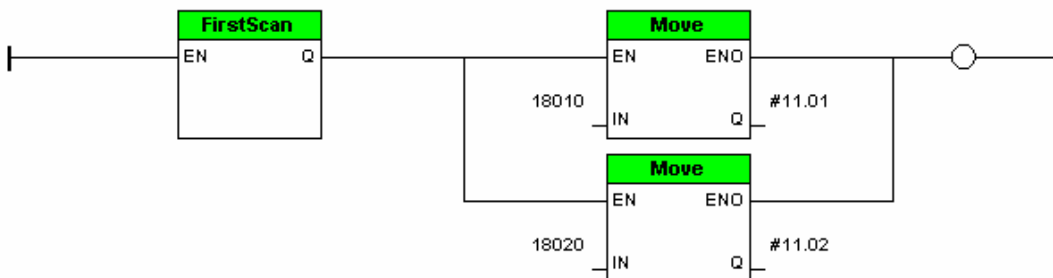 FirstScan Move
EN Q EN ENO
18010 #11.01
IN Q
Move
EN ENO
18020 #11.02
IN Q